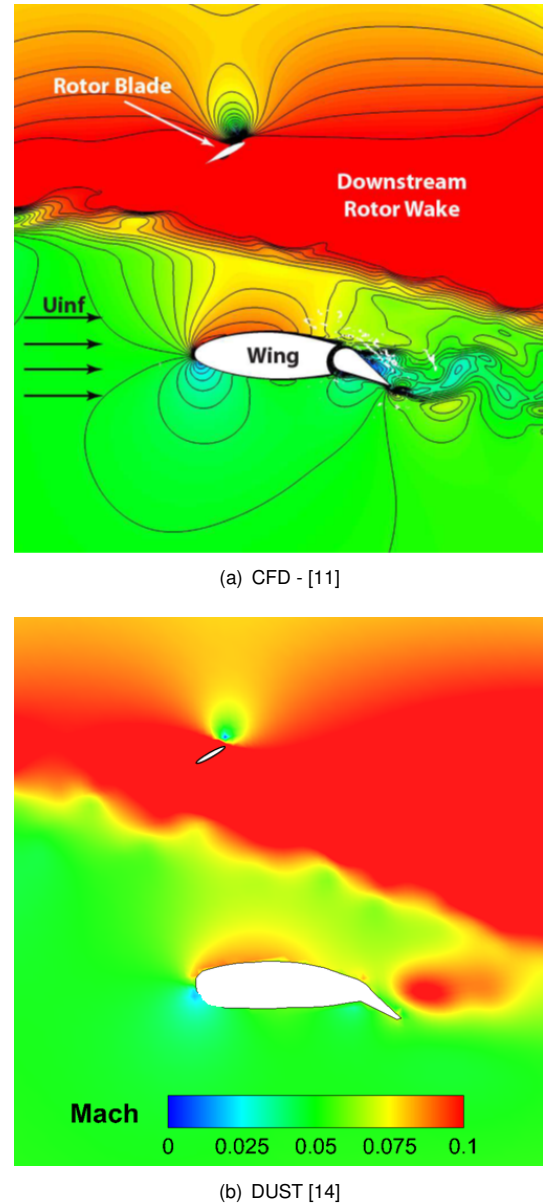 Rotor Blade
Downstream
Rotor Wake
Uinf
Wing
(a) CFD - [11]
Mach
0 0.025 0.05 0.075 0.1
(b) DUST [14]